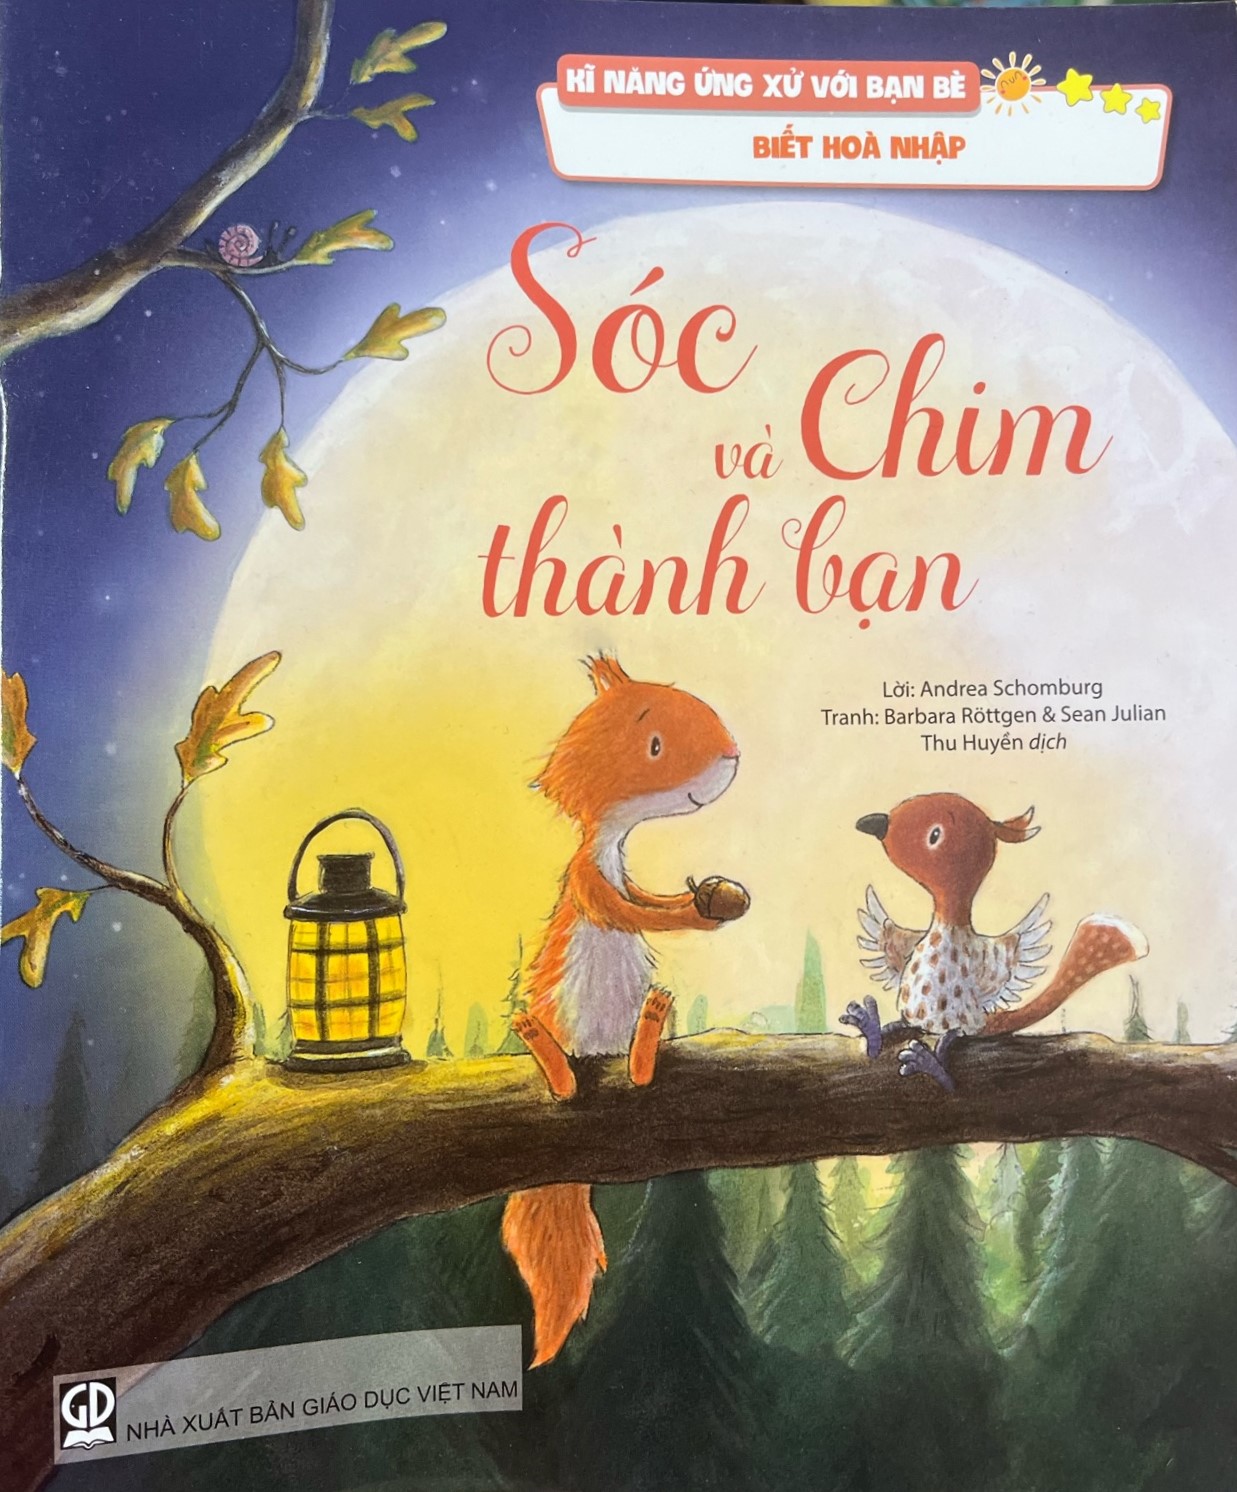 KĨ NĂNG ỨNG XỬ VỚI BẠN BÈ
BIẾT HOÀ NHẬP
Sóc
và Chim
thành bạn
Lời: Andrea Schomburg
Tranh: Barbara Röttgen & Sean Julian
Thu Huyền dịch
GD
NHÀ XUẤT BẢN GIÁO DỤC VIỆT NAM